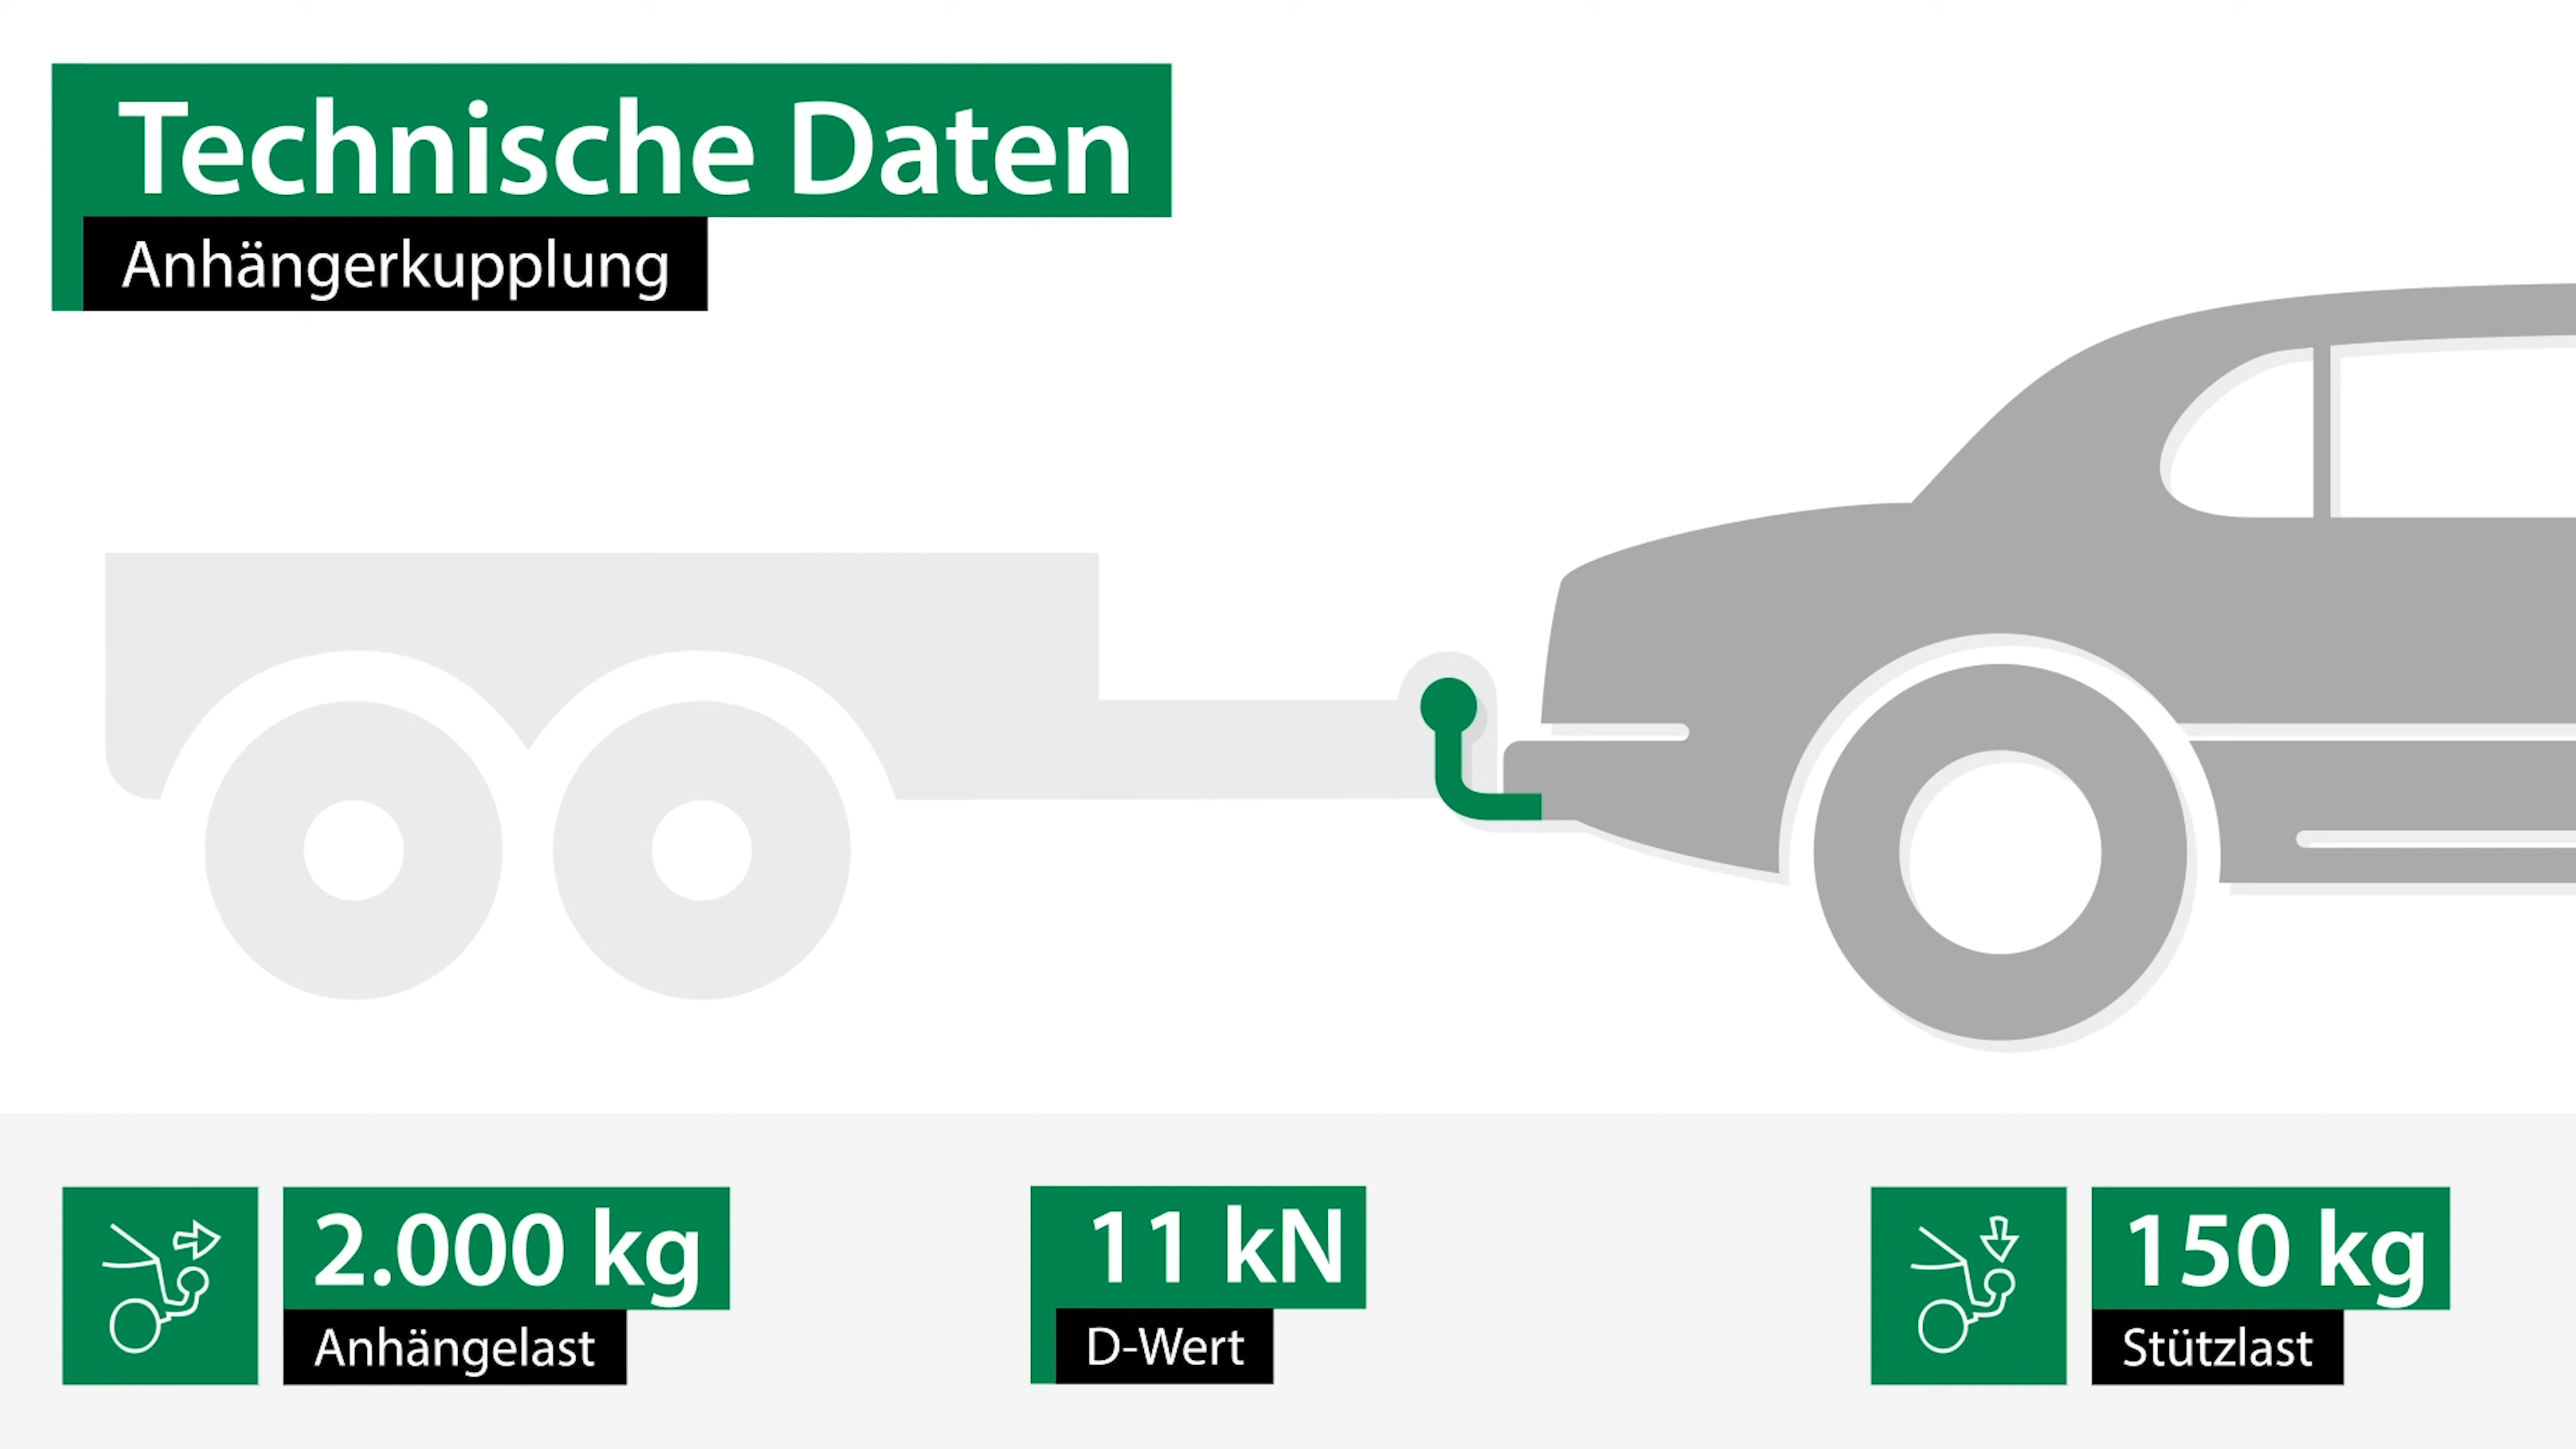 Technische Daten
Anhängerkupplung
2.000 kg
Anhängelast
11 kN
D-Wert
150 kg
Stützlast